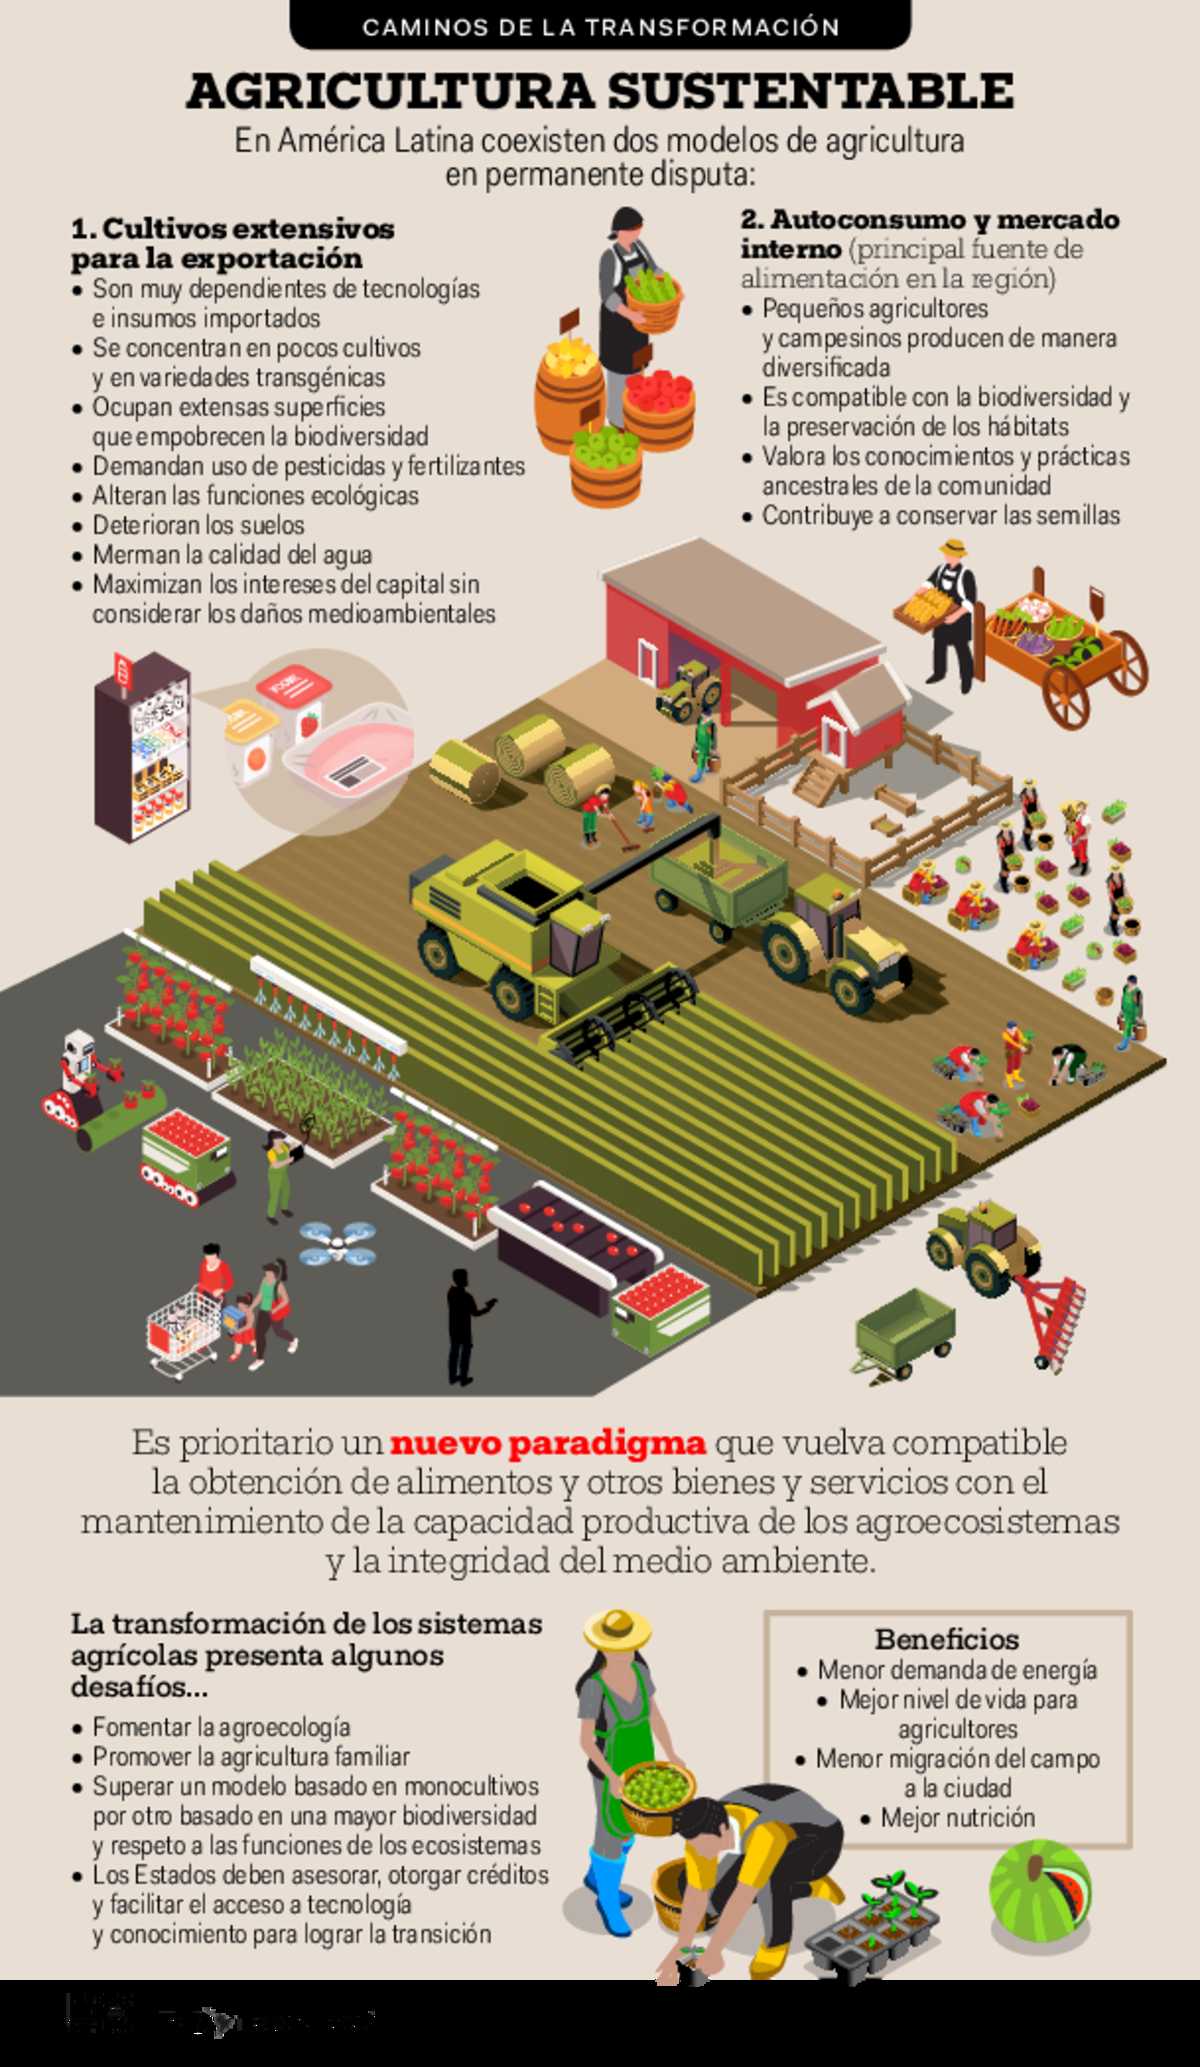 CAMINOS DE LA TRANSFORMACIÓN
AGRICULTURA SUSTENTABLE
En América Latina coexisten dos modelos de agricultura
en permanente disputa:
1. Cultivos extensivos
para la exportación
• Son muy dependientes de tecnologías
e insumos importados
• Se concentran en pocos cultivos
y en variedades transgénicas
• Ocupan extensas superficies
que empobrecen la biodiversidad
• Demandan uso de pesticidas y fertilizantes
• Alteran las funciones ecológicas
• Deterioran los suelos
• Merman la calidad del agua
• Maximizan los intereses del capital sin
considerar los daños medioambientales
2. Autoconsumo y mercado
interno (principal fuente de
alimentación en la región)
• Pequeños agricultores
y campesinos producen de manera
diversificada
• Es compatible con la biodiversidad y
la preservación de los hábitats
• Valora los conocimientos y prácticas
ancestrales de la comunidad
• Contribuye a conservar las semillas
Es prioritario un nuevo paradigma que vuelva compatible
la obtención de alimentos y otros bienes y servicios con el
mantenimiento de la capacidad productiva de los agroecosistemas
y la integridad del medio ambiente.
La transformación de los sistemas
agrícolas presenta algunos
desafíos...
• Fomentar la agroecología
• Promover la agricultura familiar
• Superar un modelo basado en monocultivos
por otro basado en una mayor biodiversidad
y respeto a las funciones de los ecosistemas
• Los Estados deben asesorar, otorgar créditos
y facilitar el acceso a tecnología
y conocimiento para lograr la transición
Beneficios
• Menor demanda de energía
• Mejor nivel de vida para
agricultores
• Menor migración del campo
a la ciudad
• Mejor nutrición